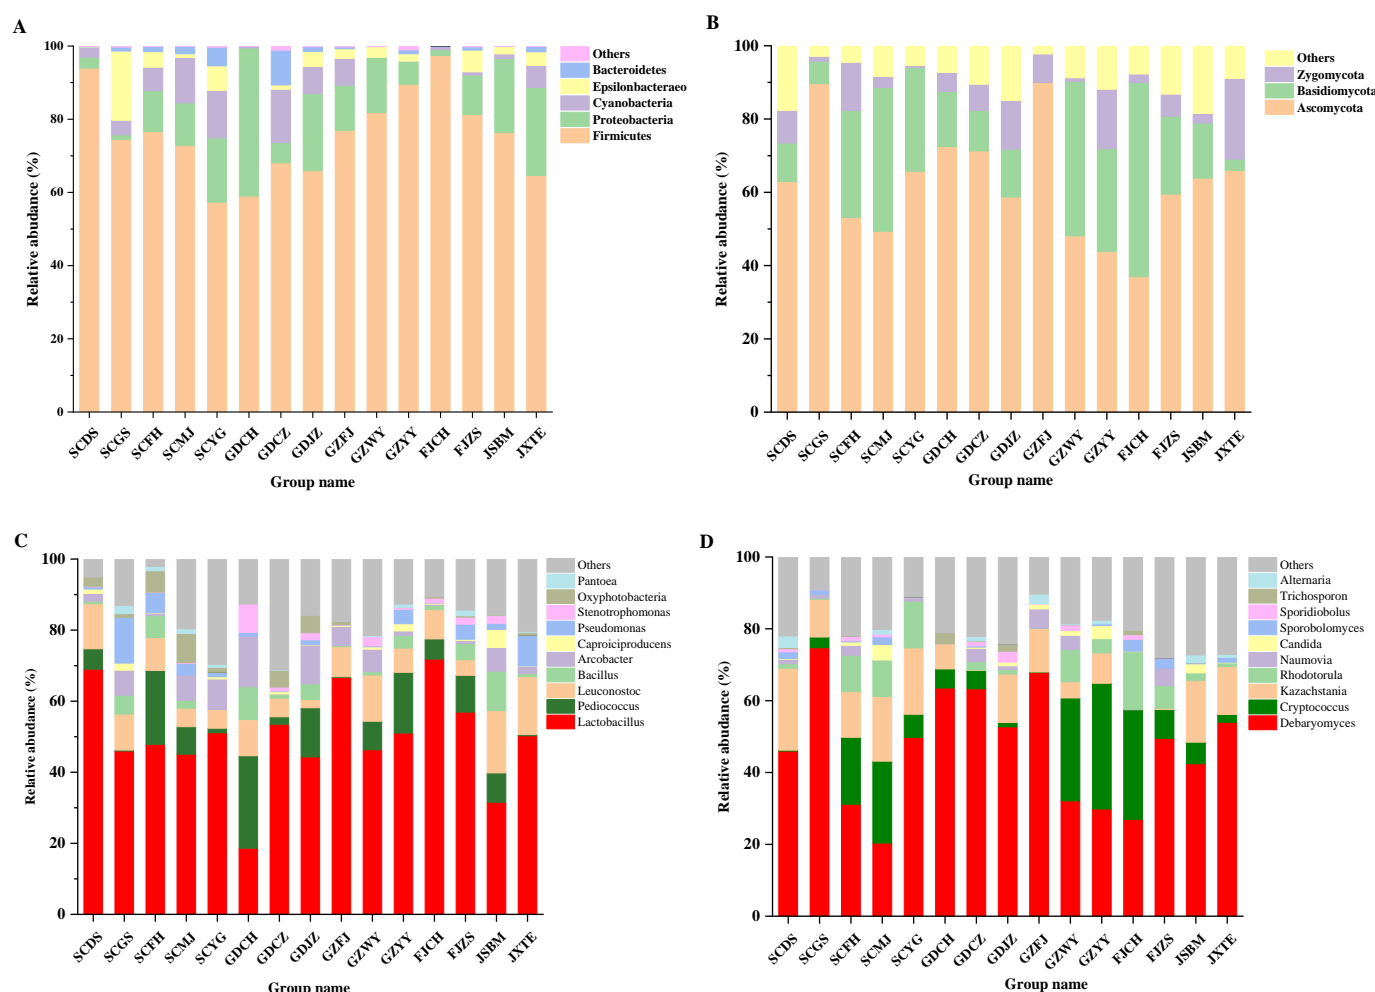 A
Relative abudance (%)
100
80
60
40
20
0
Others
Bacteroidetes
Epsilonbacteraeo
Cyanobacteria
Proteobacteria
Firmicutes
SCDS
SCGS
SCFH
SCMJ
SCYG
GDCH
GDCZ
GDJZ
GZFJ
GZWY
GZYY
FJCH
FJZS
JSBM
JXTE
Group name
B
Relative abudance (%)
100
80
60
40
20
0
Others
Zygomycota
Basidiomycota
Ascomycota
SCDS
SCGS
SCFH
SCMJ
SCYG
GDCH
GDCZ
GDJZ
GZFJ
GZWY
GZYY
FJCH
FJZS
JSBM
JXTE
Group name
C
Relative abudance (%)
100
80
60
40
20
0
Others
Pantoea
Oxyphotobacteria
Stenotrophomonas
Pseudomonas
Caproiciproducens
Arcobacter
Bacillus
Leuconostoc
Pediococcus
Lactobacillus
SCDS
SCGS
SCFH
SCMJ
SCYG
GDCH
GDCZ
GDJZ
GZFJ
GZWY
GZYY
FJCH
FJZS
JSBM
JXTE
Group name
D
Relative abudance (%)
100
80
60
40
20
0
Others
Alternaria
Trichosporon
Sporidiobolus
Sporobolomyces
Candida
Naumovia
Rhodotorula
Kazachstania
Cryptococcus
Debaryomyces
SCDS
SCGS
SCFH
SCMJ
SCYG
GDCH
GDCZ
GDJZ
GZFJ
GZWY
GZYY
FJCH
FJZS
JSBM
JXTE
Group name